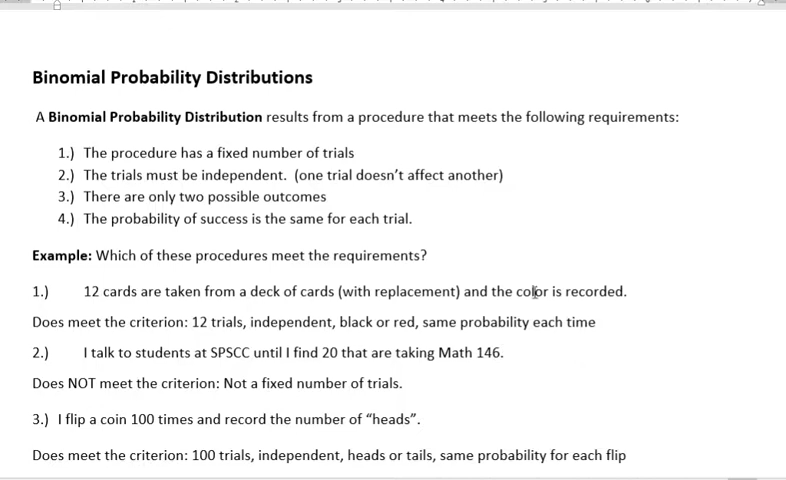 Binomial Probability Distributions
A Binomial Probability Distribution results from a procedure that meets the following requirements:
1.) The procedure has a fixed number of trials
2.) The trials must be independent. (one trial doesn't affect another)
3.) There are only two possible outcomes
4.) The probability of success is the same for each trial.
Example: Which of these procedures meet the requirements?
1.) 12 cards are taken from a deck of cards (with replacement) and the color is recorded.
Does meet the criterion: 12 trials, independent, black or red, same probability each time
2.) I talk to students at SPSCC until I find 20 that are taking Math 146.
Does NOT meet the criterion: Not a fixed number of trials.
3.) I flip a coin 100 times and record the number of “heads”.
Does meet the criterion: 100 trials, independent, heads or tails, same probability for each flip